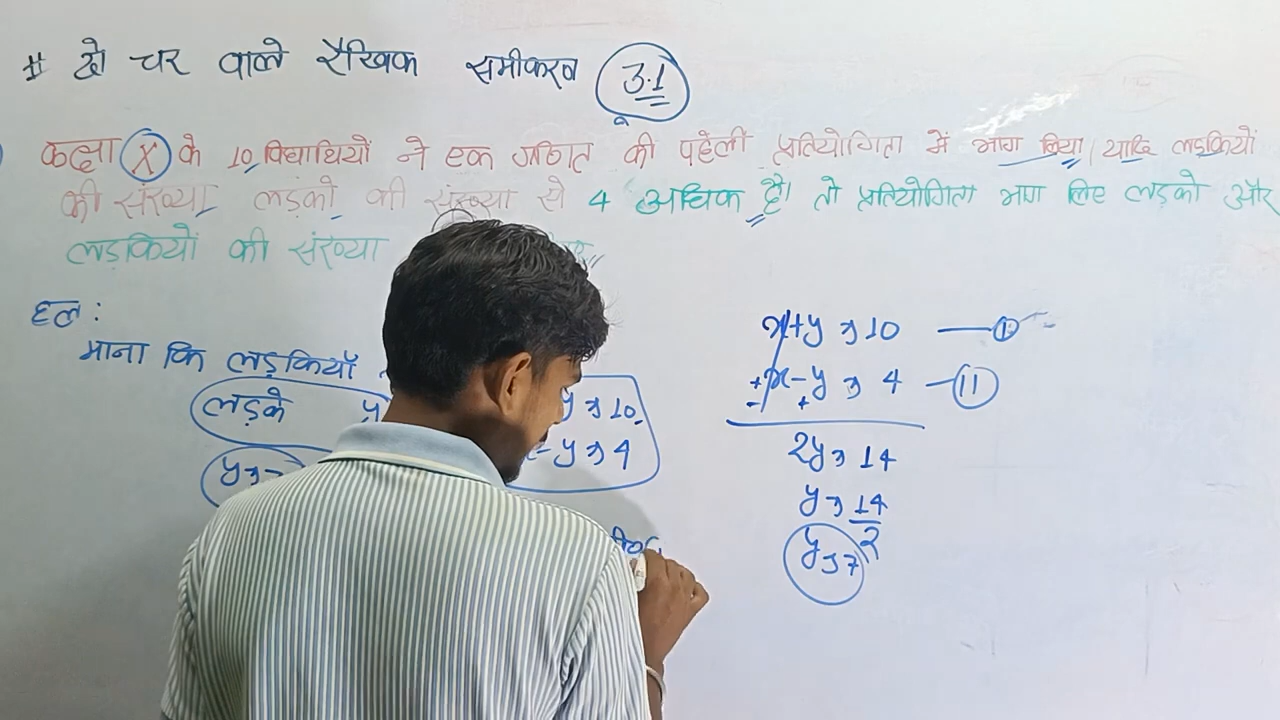 # दो चर वाले रैखिक समीकरण 3.1
कक्षा X के 10 विद्यार्थियों ने एक गणित की पहेली प्रतियोगिता में भाग लिया। यदि लड़कियों
की संख्या लड़को की संख्या से 4 अधिक है। तो प्रतियोगिता भाग लिए लड़को और
लड़कियों की संख्या
हल :
माना कि लड़कियाँ
लड़के y
y = 10
- y = 4
x + y = 10 — (1)
x - y = 4 — (11)
+ - +
2y = 14
y = 14/2
y = 7